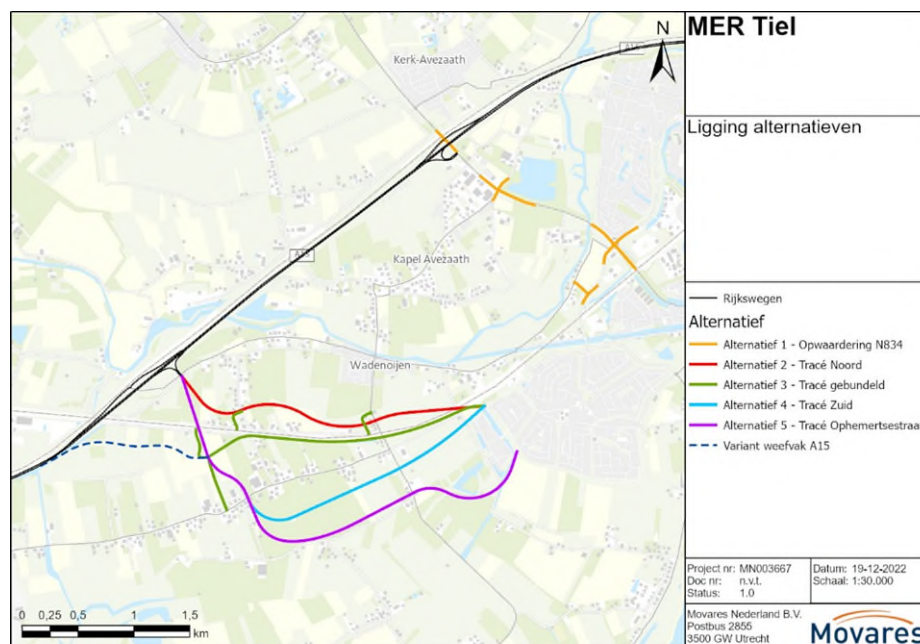 Kerk-Avezaath
A15
N
A15
Kapel Avezaath
Wadenoijen
0 0,25 0,5 1 1,5
km
MER Tiel
Ligging alternatieven
Rijkswegen
Alternatief
Alternatief 1 - Opwaardering N834
Alternatief 2 - Tracé Noord
Alternatief 3 - Tracé gebundeld
Alternatief 4 - Tracé Zuid
Alternatief 5 - Tracé Ophemertsestraat
Variant weefvak A15
Project nr: MN003667 Datum: 19-12-2022
Doc nr: n.v.t. Schaal: 1:30.000
Status: 1.0
Movares Nederland B.V.
Postbus 2855
3500 GW Utrecht
Movares